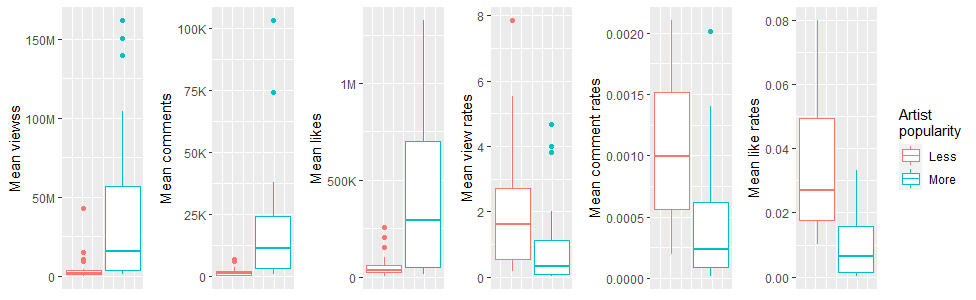 Mean viewss
150M
100M
50M
0
Mean comments
100K
75K
50K
25K
0
Mean likes
1M
500K
0
Mean view rates
8
6
4
2
0
Mean comment rates
0.0020
0.0015
0.0010
0.0005
0.0000
Mean like rates
0.08
0.06
0.04
0.02
0.00
Artist
popularity
Less
More